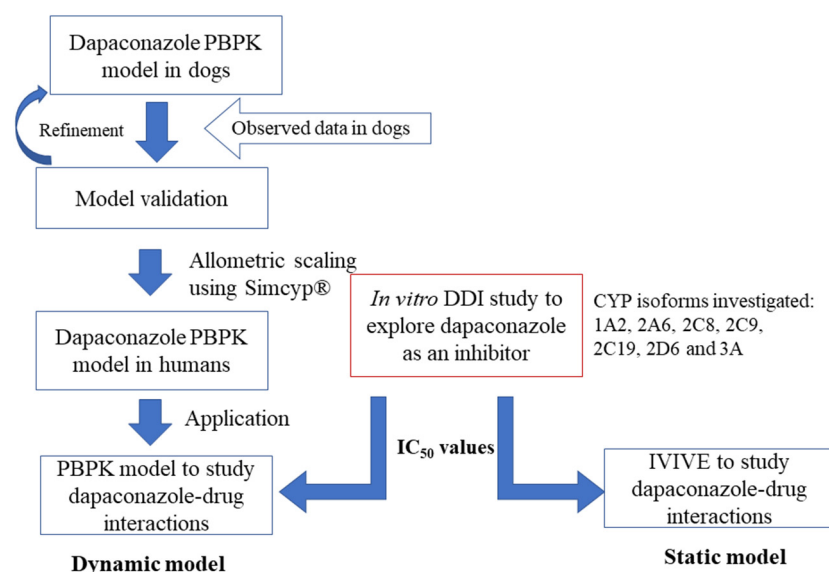 Dapaconazole PBPK
model in dogs
Refinement
Observed data in dogs
Model validation
Allometric scaling
using Simcyp®
In vitro DDI study to
explore dapaconazole
as an inhibitor
CYP isoforms investigated:
1A2, 2A6, 2C8, 2C9,
2C19, 2D6 and 3A
Dapaconazole PBPK
model in humans
Application
IC50 values
PBPK model to study
dapaconazole-drug
interactions
IVIVE to study
dapaconazole-drug
interactions
Dynamic model
Static model